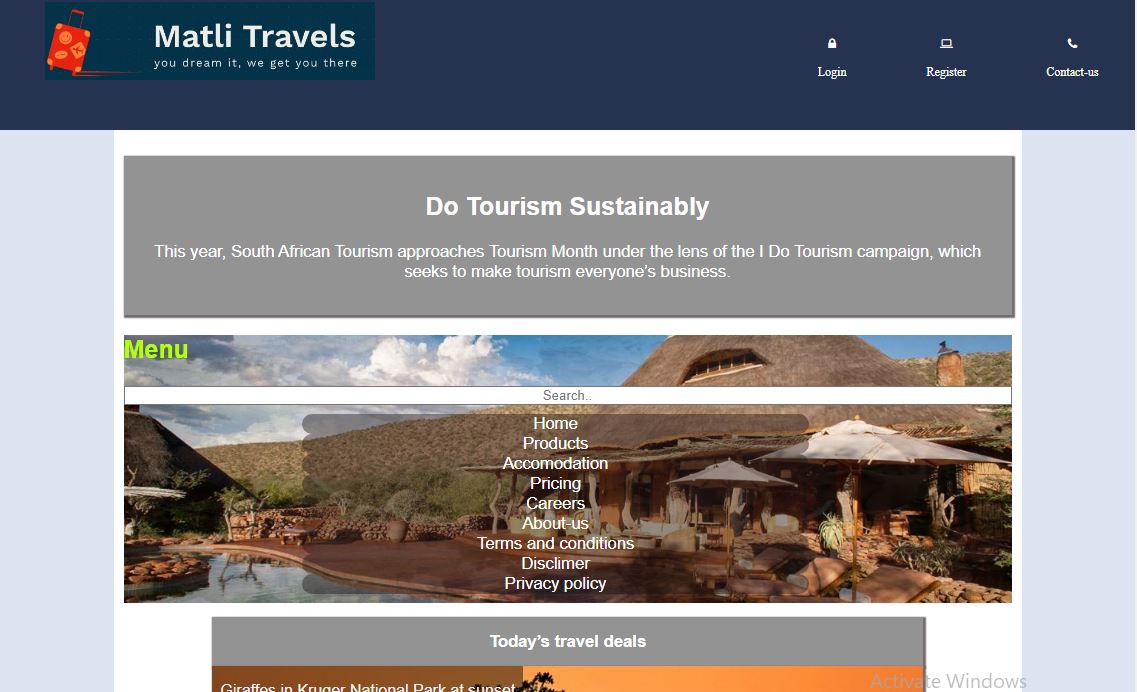 Matli Travels
you dream it, we get you there
Login
Register
Contact-us
Do Tourism Sustainably
This year, South African Tourism approaches Tourism Month under the lens of the I Do Tourism campaign, which
seeks to make tourism everyone’s business.
Menu
Search..
Home
Products
Accomodation
Pricing
Careers
About-us
Terms and conditions
Disclimer
Privacy policy
Today’s travel deals
Giraffes in Kruger National Park at sunset
Activate Windows